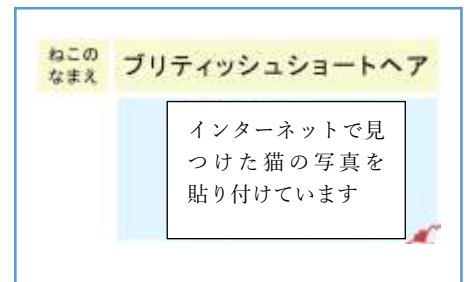 ねこの
なまえ
ブリティッシュショートヘア
インターネットで見
つけた猫の写真を
貼り付けています